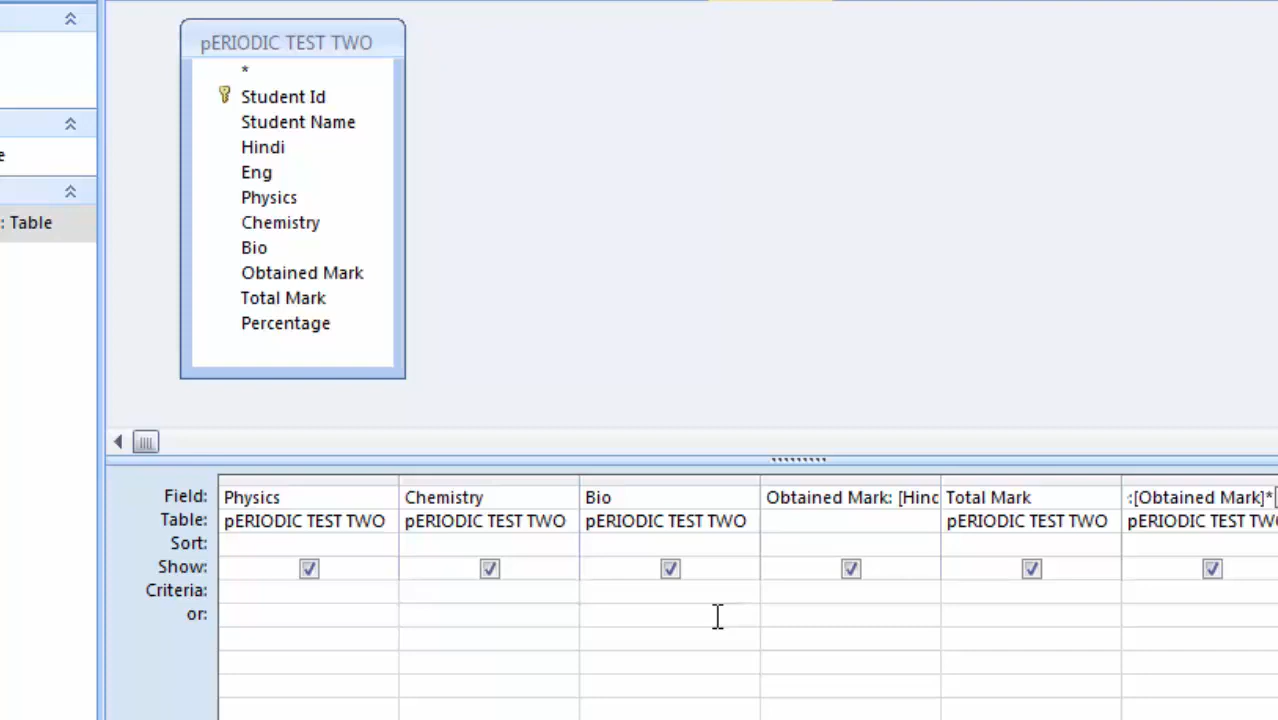 pERIODIC TEST TWO
*
Student Id
Student Name
Hindi
Eng
Physics
Chemistry
Bio
Obtained Mark
Total Mark
Percentage
: Table
Field: Physics Chemistry Bio Obtained Mark: [Hinc Total Mark :[Obtained Mark]*[
Table: pERIODIC TEST TWO pERIODIC TEST TWO pERIODIC TEST TWO pERIODIC TEST TWO pERIODIC TEST TWO
Sort:
Show:
Criteria:
or: